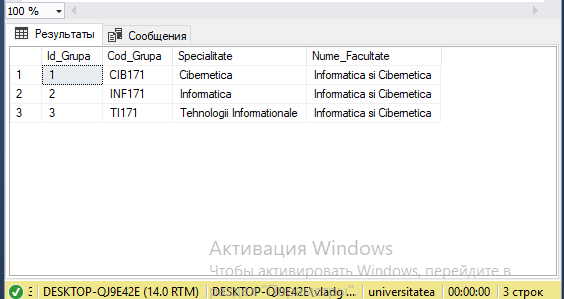 100 %
Результаты Сообщения
Id_Grupa Cod_Grupa Specialitate Nume_Facultate
1 1 CIB171 Cibernetica Informatica si Cibernetica
2 2 INF171 Informatica Informatica si Cibernetica
3 3 TI171 Tehnologii Informationale Informatica si Cibernetica
Активация Windows
Чтобы активировать Windows, перейдите в
DESKTOP-QJ9E42E (14.0 RTM) DESKTOP-QJ9E42E\vladg ... universitatea 00:00:00 3 строк